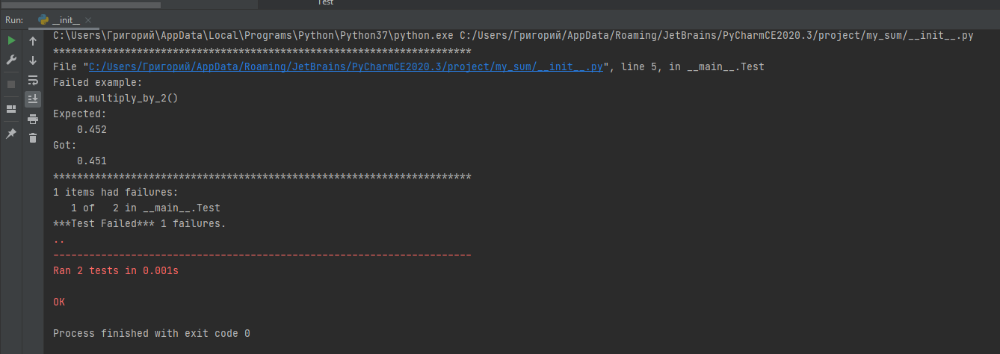 Test
Run: __init__
C:\Users\Григорий\AppData\Local\Programs\Python\Python37\python.exe C:/Users/Григорий/AppData/Roaming/JetBrains/PyCharmCE2020.3/project/my_sum/__init__.py
**********************************************************************
File "C:/Users/Григорий/AppData/Roaming/JetBrains/PyCharmCE2020.3/project/my_sum/__init__.py", line 5, in __main__.Test
Failed example:
    a.multiply_by_2()
Expected:
    0.452
Got:
    0.451
**********************************************************************
1 items had failures:
   1 of   2 in __main__.Test
***Test Failed*** 1 failures.
..
----------------------------------------------------------------------
Ran 2 tests in 0.001s
OK
Process finished with exit code 0